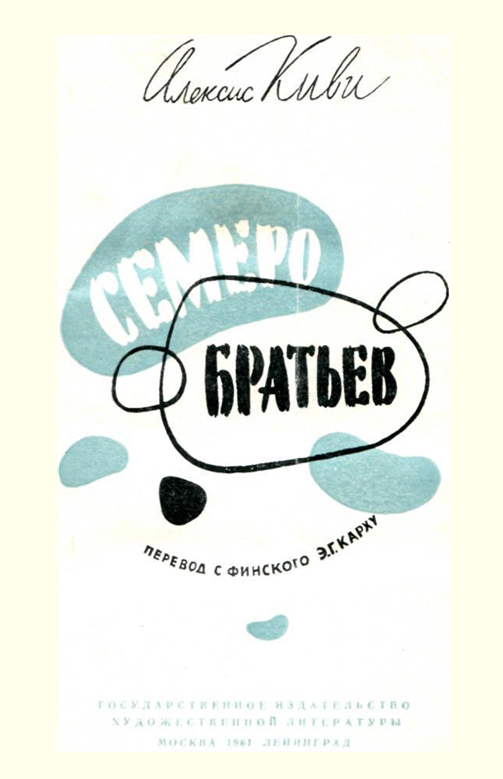 Алексис Киви
СЕМЕРО
БРАТЬЕВ
ПЕРЕВОД С ФИНСКОГО Э.Г.КАРХУ
ГОСУДАРСТВЕННОЕ ИЗДАТЕЛЬСТВО
ХУДОЖЕСТВЕННОЙ ЛИТЕРАТУРЫ
МОСКВА 1961 ЛЕНИНГРАД